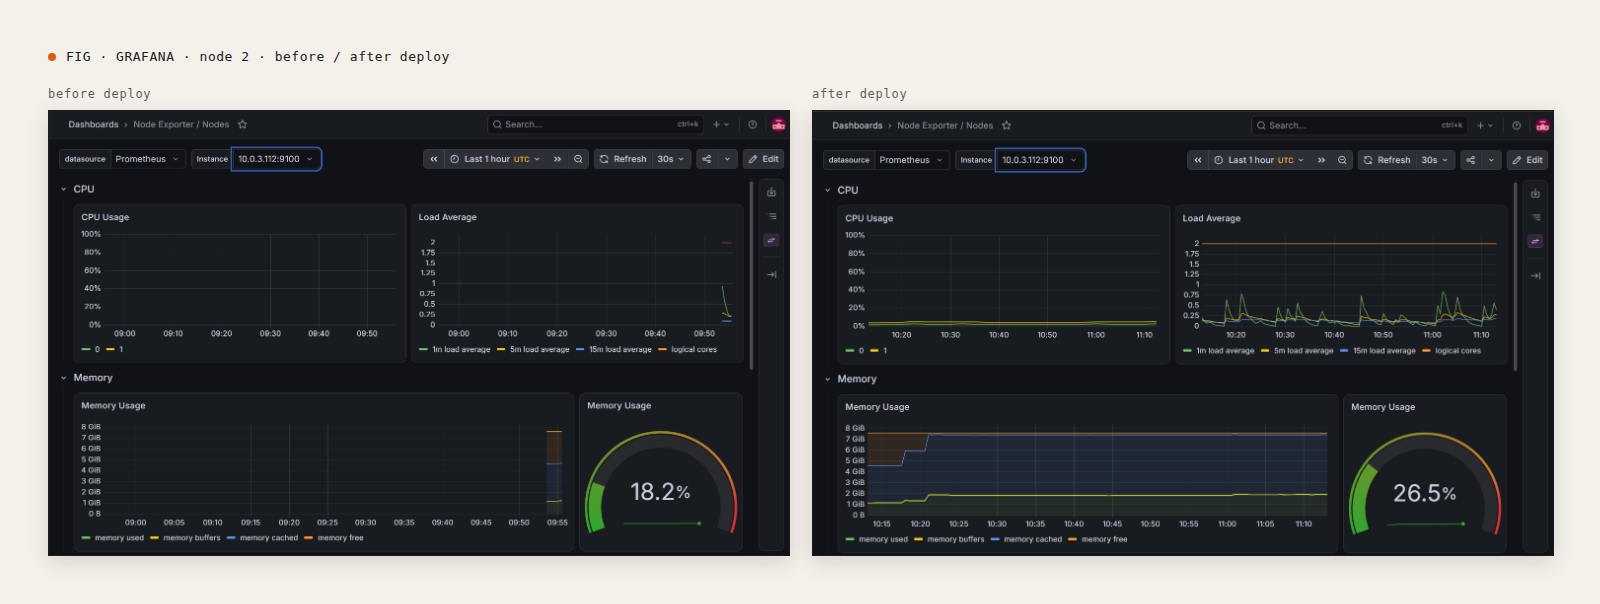 FIG · GRAFANA · node 2 · before / after deploy
before deploy
Dashboards › Node Exporter / Nodes
Search...
ctrl+k
datasource
Prometheus
Instance
10.0.3.112:9100
Last 1 hour UTC
Refresh
30s
Edit
CPU
CPU Usage
100%
80%
60%
40%
20%
0%
09:00 09:10 09:20 09:30 09:40 09:50
0 1
Load Average
2
1.75
1.5
1.25
1
0.75
0.5
0.25
0
09:00 09:10 09:20 09:30 09:40 09:50
1m load average 5m load average 15m load average logical cores
Memory
Memory Usage
8 GiB
7 GiB
6 GiB
5 GiB
4 GiB
3 GiB
2 GiB
1 GiB
0 B
09:00 09:05 09:10 09:15 09:20 09:25 09:30 09:35 09:40 09:45 09:50 09:55
memory used memory buffers memory cached memory free
Memory Usage
18.2%
after deploy
Dashboards › Node Exporter / Nodes
Search...
ctrl+k
datasource
Prometheus
Instance
10.0.3.112:9100
Last 1 hour UTC
Refresh
30s
Edit
CPU
CPU Usage
100%
80%
60%
40%
20%
0%
10:20 10:30 10:40 10:50 11:00 11:10
0 1
Load Average
2
1.75
1.5
1.25
1
0.75
0.5
0.25
0
10:20 10:30 10:40 10:50 11:00 11:10
1m load average 5m load average 15m load average logical cores
Memory
Memory Usage
8 GiB
7 GiB
6 GiB
5 GiB
4 GiB
3 GiB
2 GiB
1 GiB
0 B
10:15 10:20 10:25 10:30 10:35 10:40 10:45 10:50 10:55 11:00 11:05 11:10
memory used memory buffers memory cached memory free
Memory Usage
26.5%